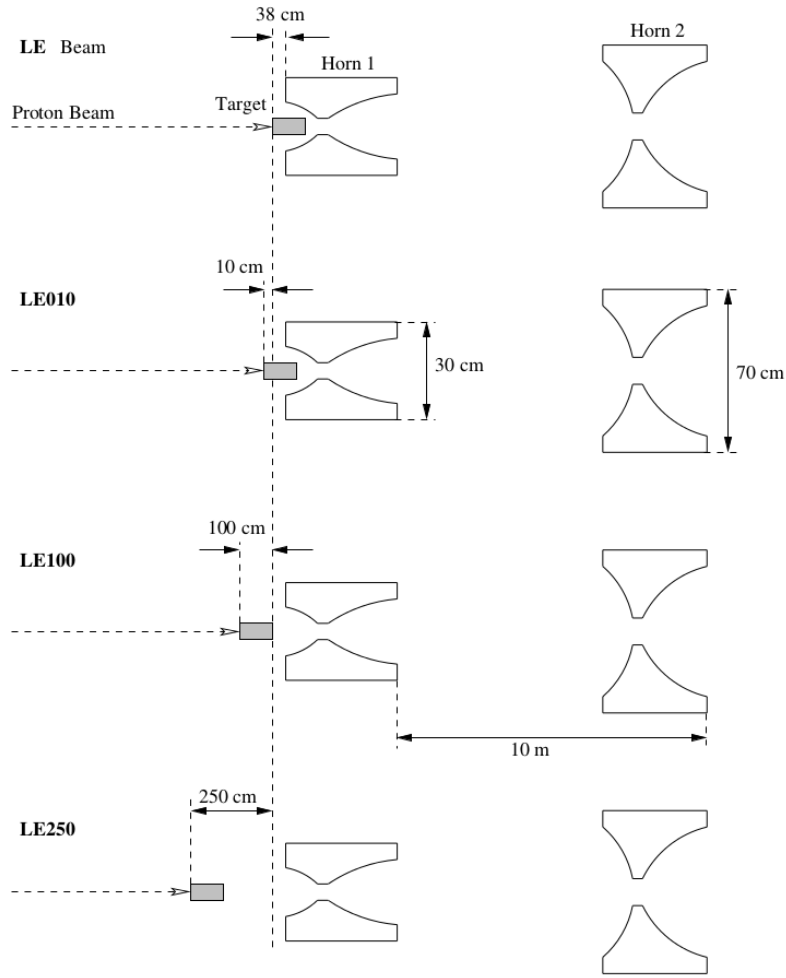 38 cm
LE Beam
Horn 1
Horn 2
Proton Beam
Target
10 cm
LE010
30 cm
70 cm
100 cm
LE100
10 m
250 cm
LE250